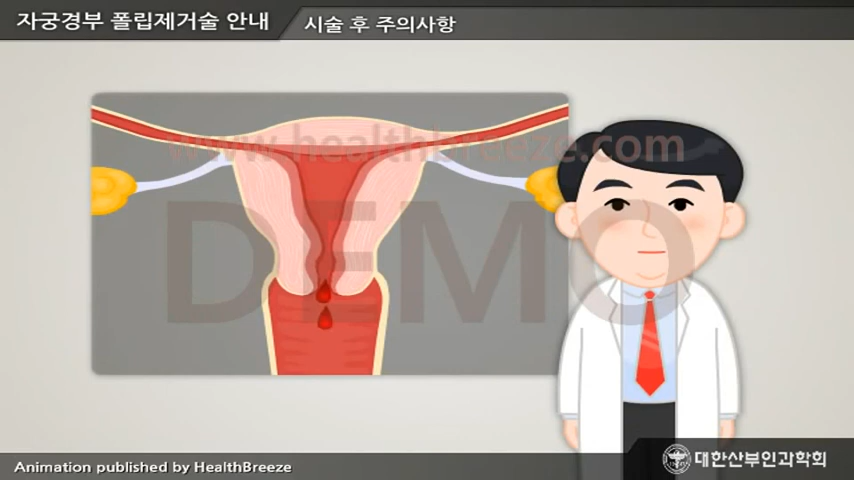 자궁경부 폴립제거술 안내
시술 후 주의사항
www.healthbreeze.com
DEMO
Animation published by HealthBreeze
대한산부인과학회